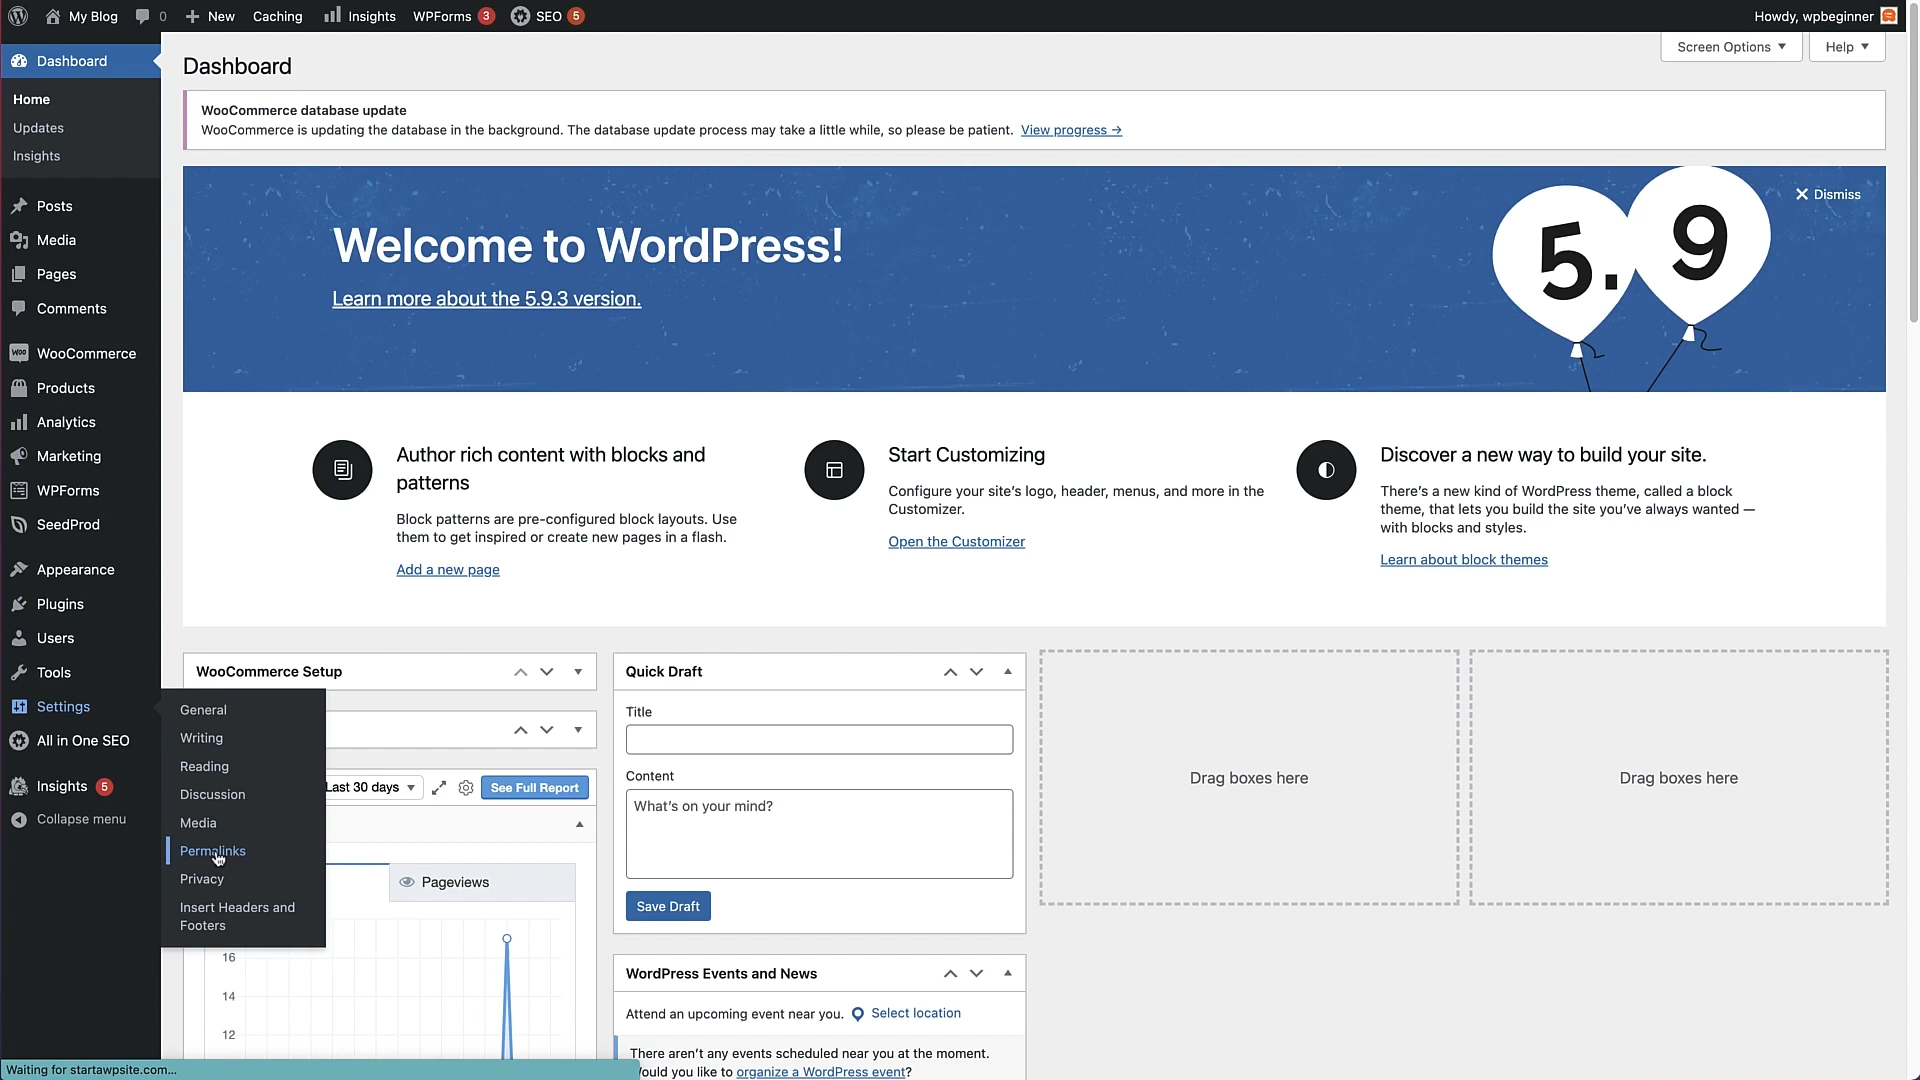 My Blog
0
New
Caching
Insights
WPForms 3
SEO 5
Howdy, wpbeginner
Dashboard
Home
Updates
Insights
Posts
Media
Pages
Comments
WooCommerce
Products
Analytics
Marketing
WPForms
SeedProd
Appearance
Plugins
Users
Tools
Settings
All in One SEO
Insights 5
Collapse menu
General
Writing
Reading
Discussion
Media
Permalinks
Privacy
Insert Headers and
Footers
Dashboard
Screen Options
Help
WooCommerce database update
WooCommerce is updating the database in the background. The database update process may take a little while, so please be patient. View progress →
Welcome to WordPress!
Learn more about the 5.9.3 version.
5.9
Dismiss
Author rich content with blocks and
patterns
Block patterns are pre-configured block layouts. Use
them to get inspired or create new pages in a flash.
Add a new page
Start Customizing
Configure your site's logo, header, menus, and more in the
Customizer.
Open the Customizer
Discover a new way to build your site.
There's a new kind of WordPress theme, called a block
theme, that lets you build the site you've always wanted —
with blocks and styles.
Learn about block themes
WooCommerce Setup
Last 30 days
See Full Report
Pageviews
16
14
12
Quick Draft
Title
Content
What's on your mind?
Save Draft
WordPress Events and News
Attend an upcoming event near you. Select location
There aren't any events scheduled near you at the moment.
Would you like to organize a WordPress event?
Drag boxes here
Drag boxes here
Waiting for startawpsite.com...